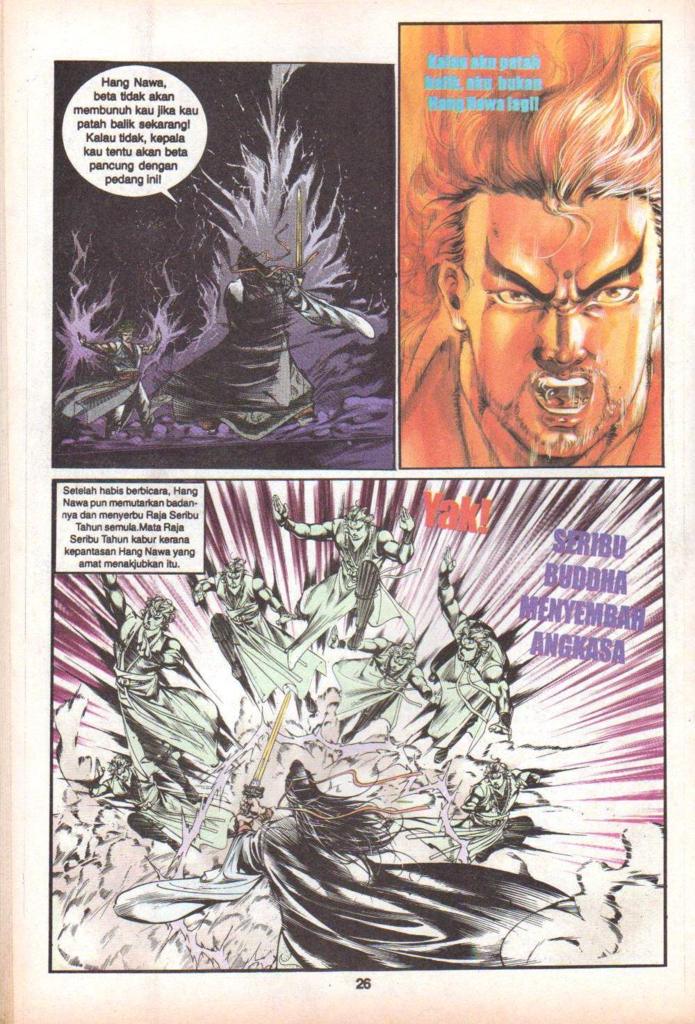 Hang Nawa,
beta tidak akan
membunuh kau jika kau
patah balik sekarang!
Kalau tidak, kepala
kau tentu akan beta
pancung dengan
pedang ini!
Kalau aku patah
balik, aku bukan
Hang Nawa lagi!
Setelah habis berbicara, Hang
Nawa pun memutarkan badan-
nya dan menyerbu Raja Seribu
Tahun semula.Mata Raja
Seribu Tahun kabur kerana
kepantasan Hang Nawa yang
amat menakjubkan itu.
Yak!
SERIBU
BUDDHA
MENYEMBAH
ANGKASA
26